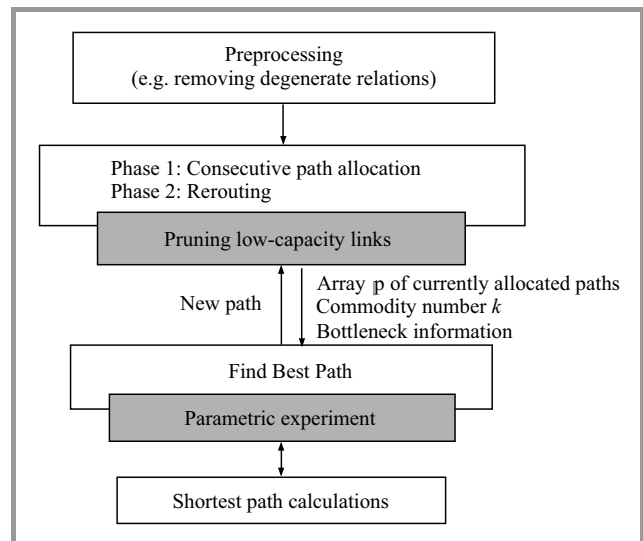 Preprocessing
(e.g. removing degenerate relations)
Phase 1: Consecutive path allocation
Phase 2: Rerouting
Pruning low-capacity links
New path
Array 𝕡 of currently allocated paths
Commodity number k
Bottleneck information
Find Best Path
Parametric experiment
Shortest path calculations